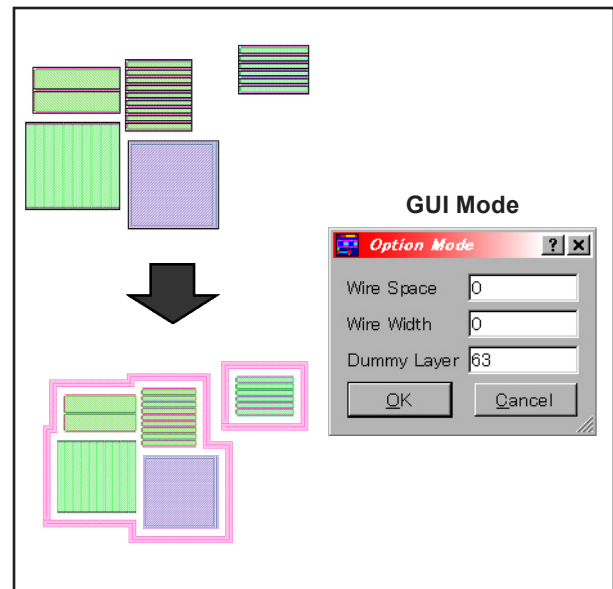 GUI Mode
Option Mode
Wire Space 0
Wire Width 0
Dummy Layer 63
OK Cancel